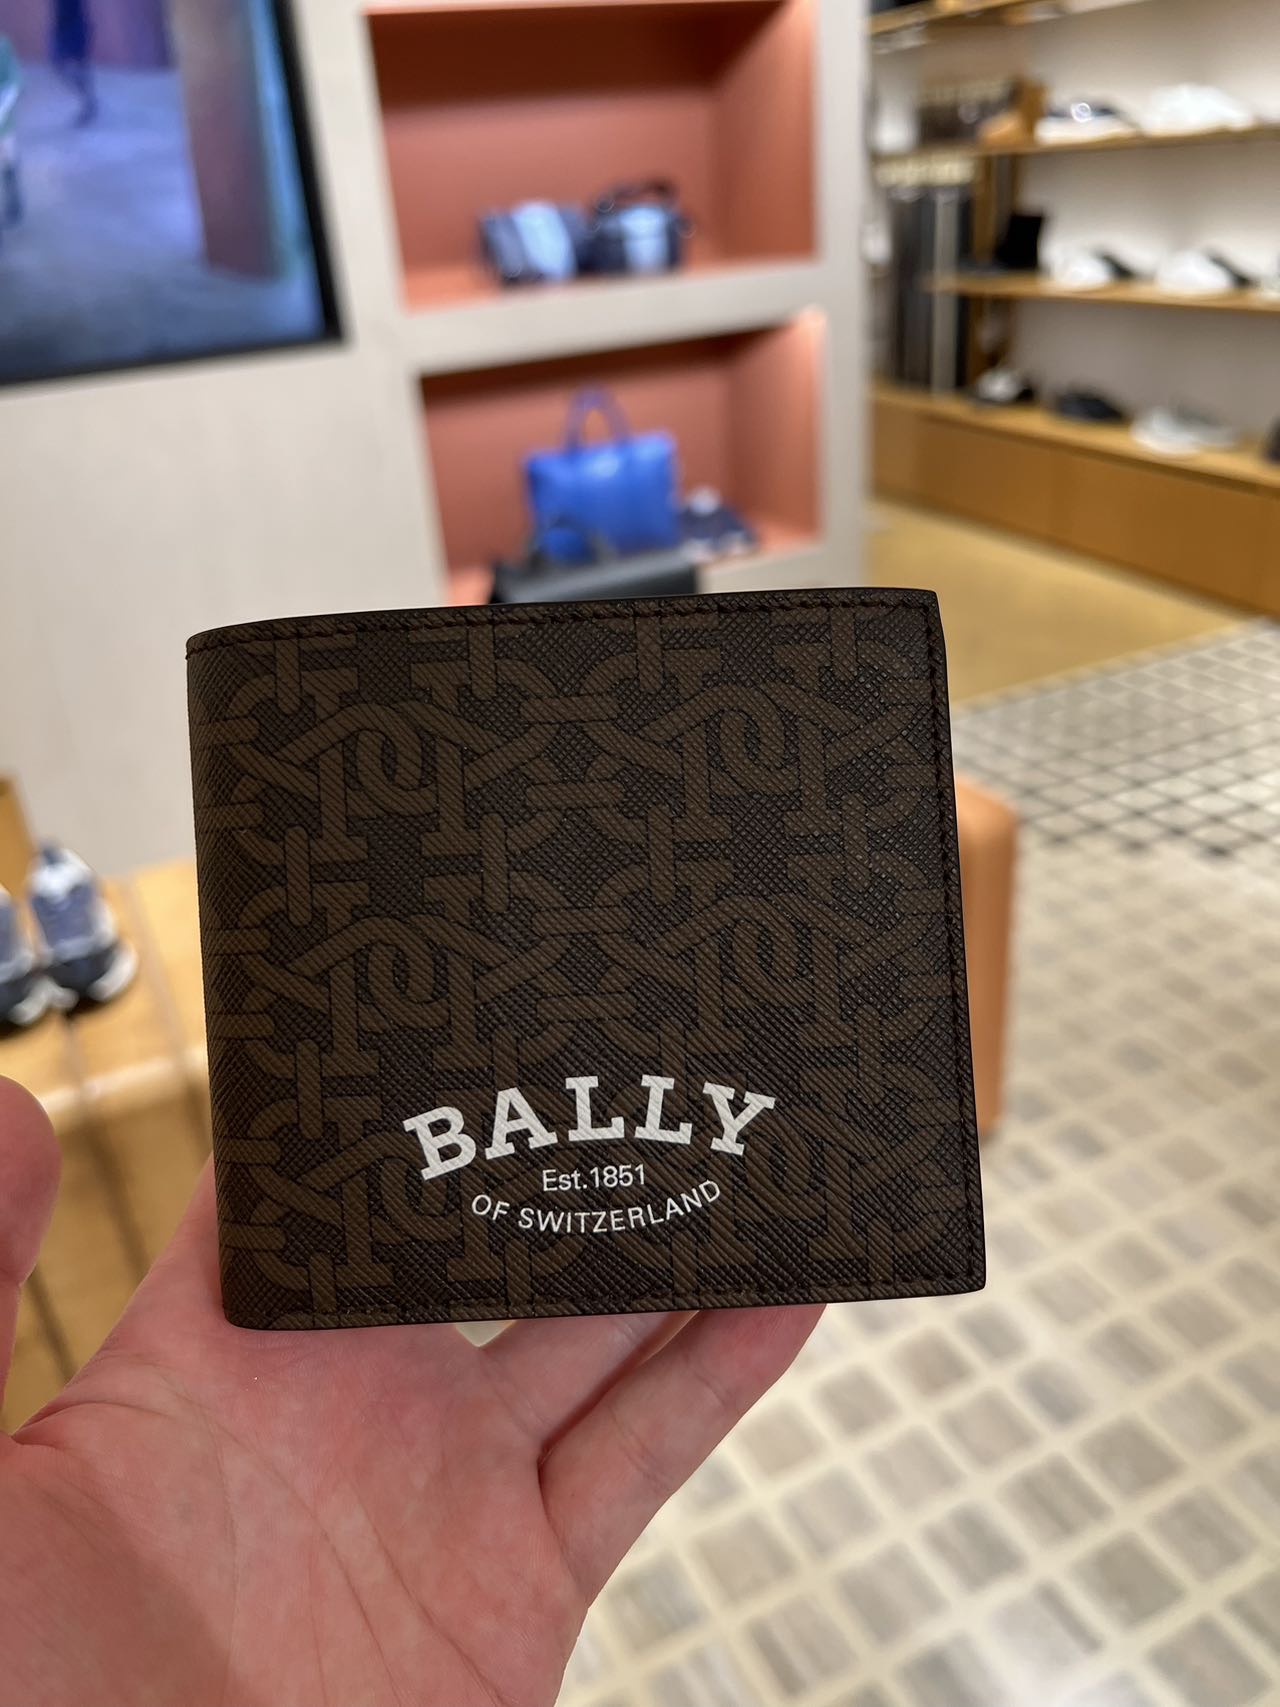 BALLY
Est.1851
OF SWITZERLAND